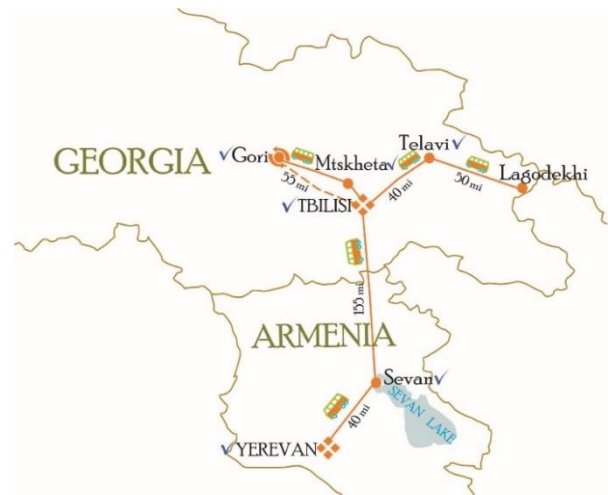 Telavi
GEORGIA
Gori
Mtskheta
Lagodekhi
55 mi
40 mi
50 mi
TBILISI
155 mi
ARMENIA
Sevan
SEVAN LAKE
40 mi
YEREVAN